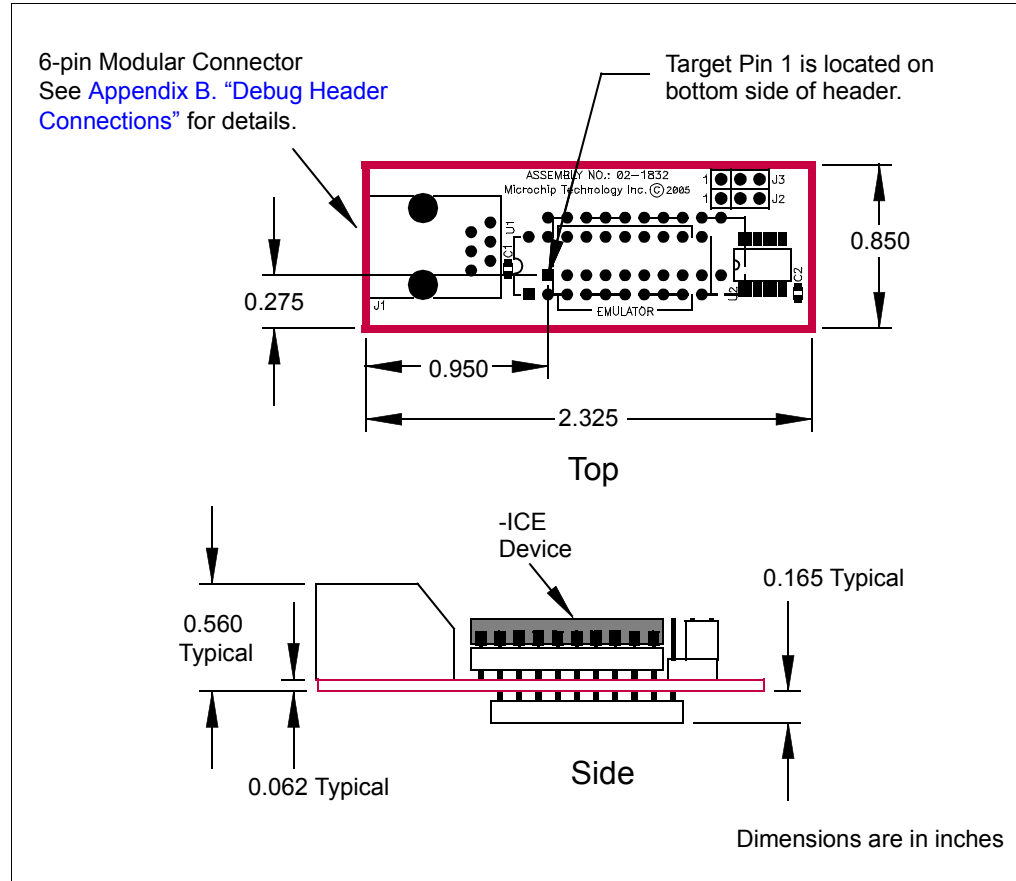 6-pin Modular Connector
See Appendix B. “Debug Header
Connections” for details.
Target Pin 1 is located on
bottom side of header.
ASSEMBLY NO.: 02-1832
Microchip Technology Inc. © 2005
1
J3
1
J2
U1
C1
J1
EMULATOR
U2
C2
0.275
0.850
0.950
2.325
Top
-ICE
Device
0.165 Typical
0.560
Typical
0.062 Typical
Side
Dimensions are in inches